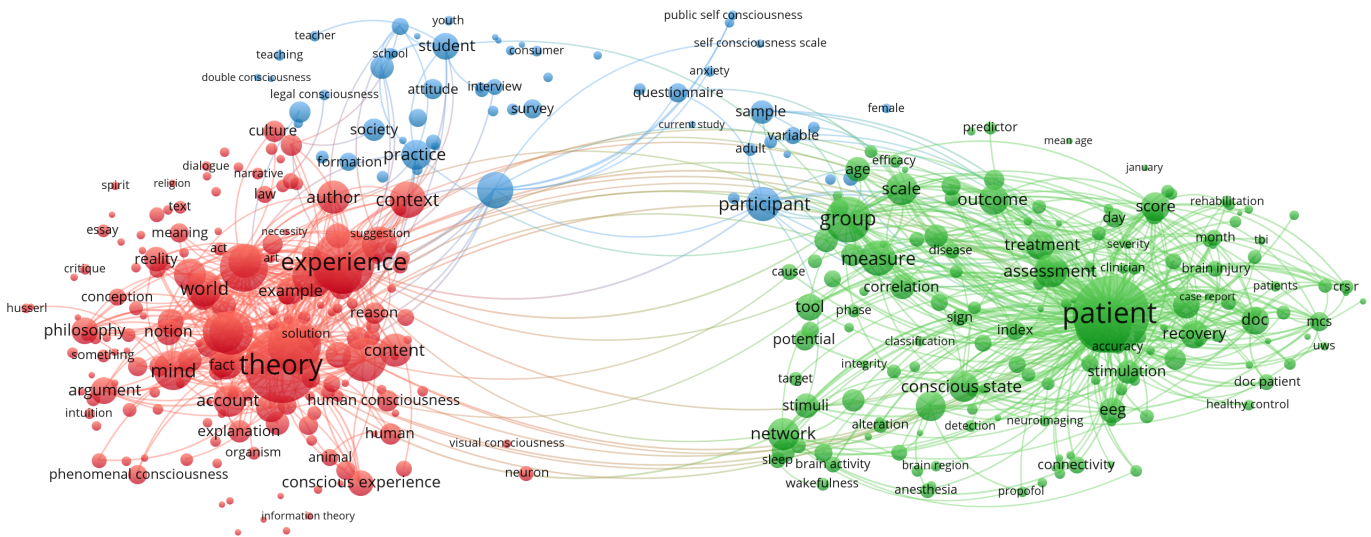 public self consciousness
youth
teacher
student
self consciousness scale
consumer
school
teaching
anxiety
double consciousness
interview
attitude
legal consciousness
questionnaire
survey
sample
female
current study
culture
society
variable
predictor
mean age
adult
practice
formation
efficacy
dialogue
narrative
age
january
spirit
religion
law
author
context
scale
outcome
participant
score
rehabilitation
text
group
day
essay
meaning
necessity
suggestion
month
tbi
act
disease
treatment
severity
reality
art
experience
measure
critique
cause
assessment
clinician
brain injury
world
example
correlation
patients
crs r
conception
case report
husserl
tool
phase
reason
sign
patient
philosophy
notion
solution
index
doc
mcs
potential
classification
recovery
uws
something
content
accuracy
fact
theory
integrity
mind
stimulation
target
conscious state
doc patient
argument
account
human consciousness
stimuli
healthy control
intuition
eeg
explanation
human
alteration
detection
neuroimaging
network
visual consciousness
organism
animal
sleep
brain activity
brain region
connectivity
phenomenal consciousness
neuron
conscious experience
wakefulness
anesthesia
propofol
information theory